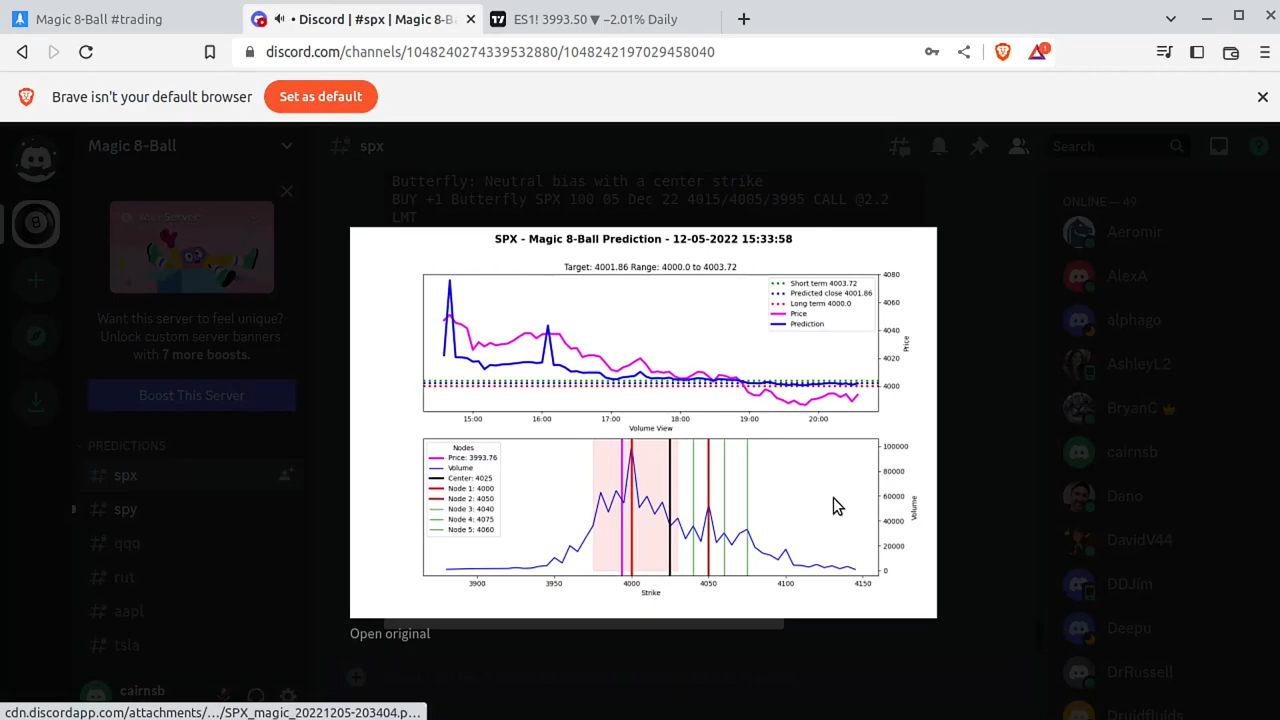 Magic 8-Ball #trading
• Discord | #spx | Magic 8-B
ES1! 3993.50 ▼ −2.01% Daily
discord.com/channels/1048240274339532880/1048242197029458040
1
Brave isn't your default browser
Set as default
Magic 8-Ball
spx
Search
Butterfly: Neutral bias with a center strike
BUY +1 Butterfly SPX 100 05 Dec 22 4015/4005/3995 CALL @2.2
LMT
SPX - Magic 8-Ball Prediction - 12-05-2022 15:33:58
Target: 4001.86 Range: 4000.0 to 4003.72
Short term 4003.72
Predicted close 4001.86
Long term 4000.0
Price
Prediction
4080
4060
4040
4020
4000
Price
15:00
16:00
17:00
18:00
19:00
20:00
Volume View
Nodes
Price: 3993.76
Volume
Center: 4025
Node 1: 4000
Node 2: 4050
Node 3: 4040
Node 4: 4075
Node 5: 4060
100000
80000
60000
40000
20000
0
Volume
3900
3950
4000
4050
4100
4150
Strike
Open original
Your Server
Want this server to feel unique?
Unlock custom server banners
with 7 more boosts.
Boost This Server
PREDICTIONS
spx
spy
qqq
rut
aapl
tsla
cairnsb
ONLINE — 49
Aeromir
AlexA
alphago
AshleyL2
BryanC
cairnsb
Dano
DavidV44
DDJim
Deepu
DrRussell
Druidfluids
cdn.discordapp.com/attachments/.../SPX_magic_20221205-203404.p...